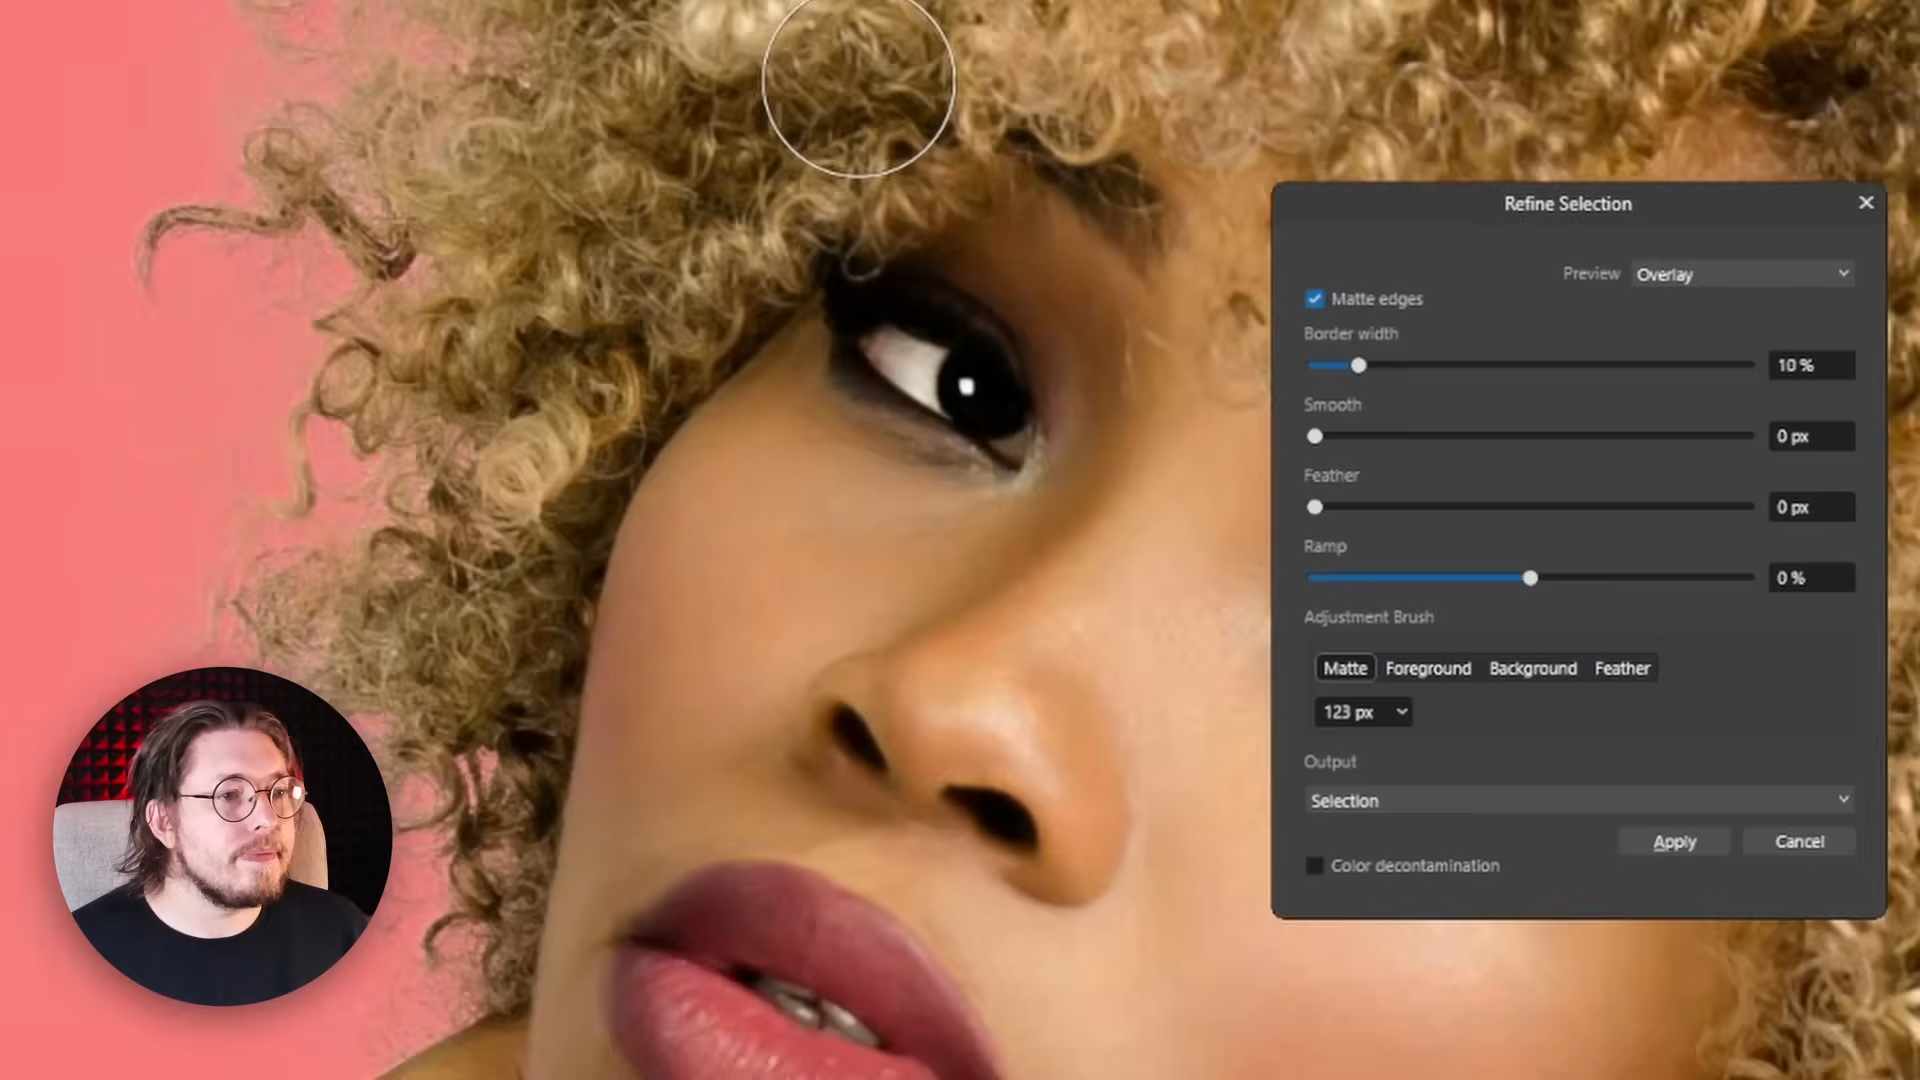 Refine Selection
Preview Overlay
Matte edges
Border width
10 %
Smooth
0 px
Feather
0 px
Ramp
0 %
Adjustment Brush
Matte Foreground Background Feather
123 px
Output
Selection
Apply Cancel
Color decontamination